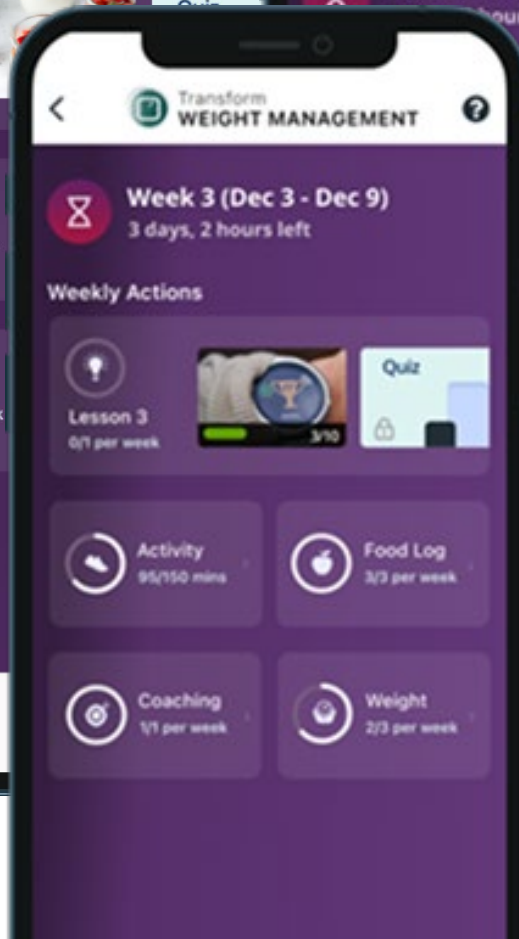 Quiz
Transform
WEIGHT MANAGEMENT
?
Week 3 (Dec 3 - Dec 9)
3 days, 2 hours left
Weekly Actions
Lesson 3
0/1 per week
3/10
Quiz
Activity
95/150 mins
Food Log
3/3 per week
Coaching
1/1 per week
Weight
2/3 per week